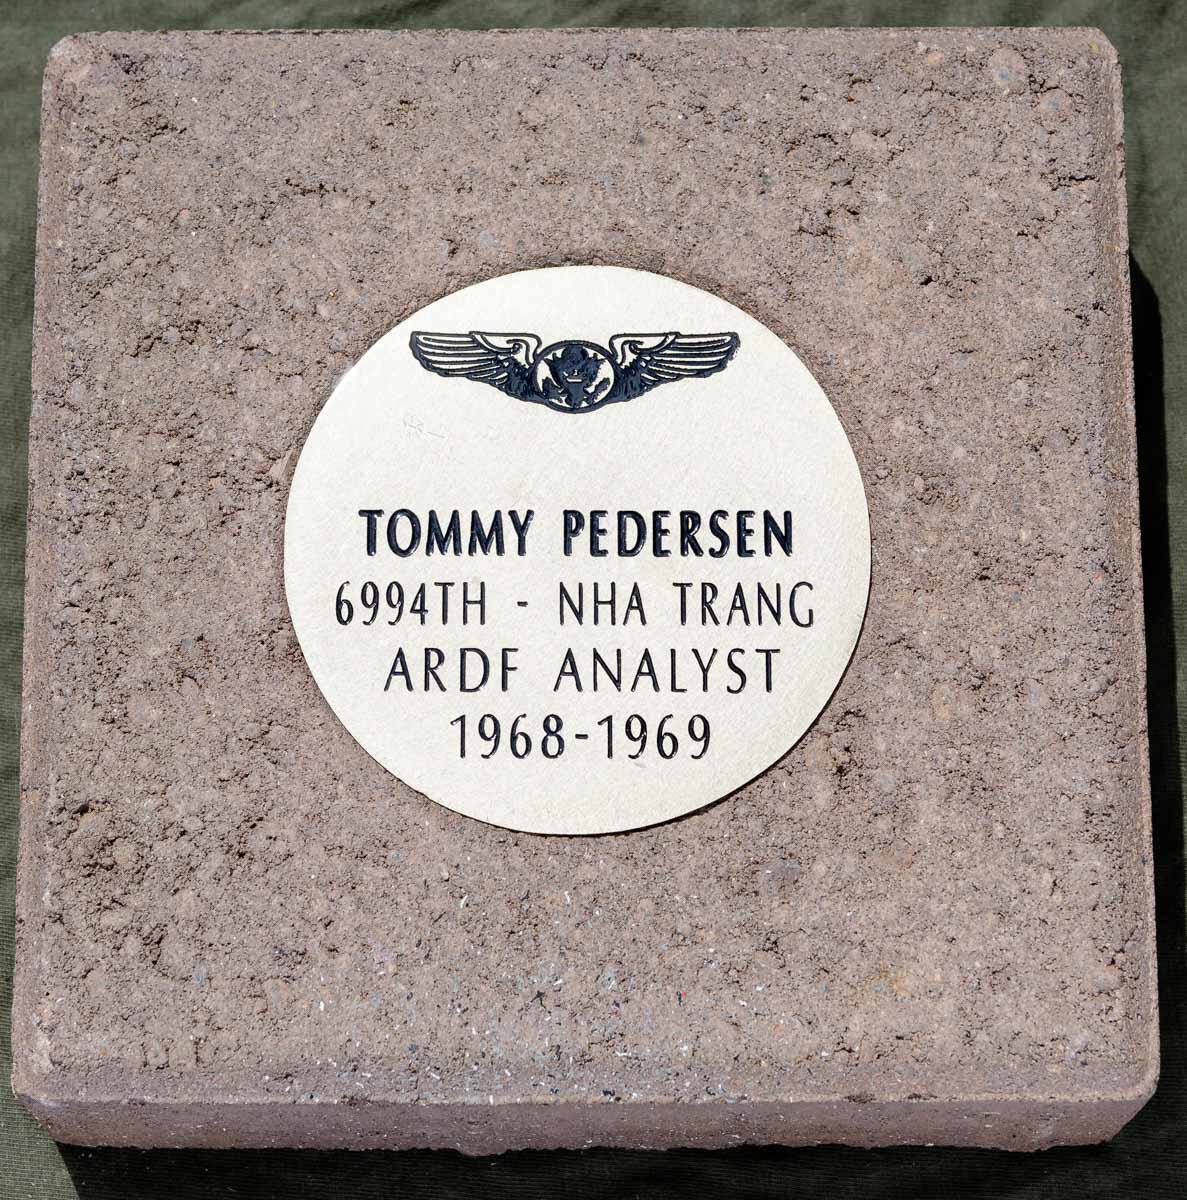 TOMMY PEDERSEN
6994TH - NHA TRANG
ARDF ANALYST
1968-1969